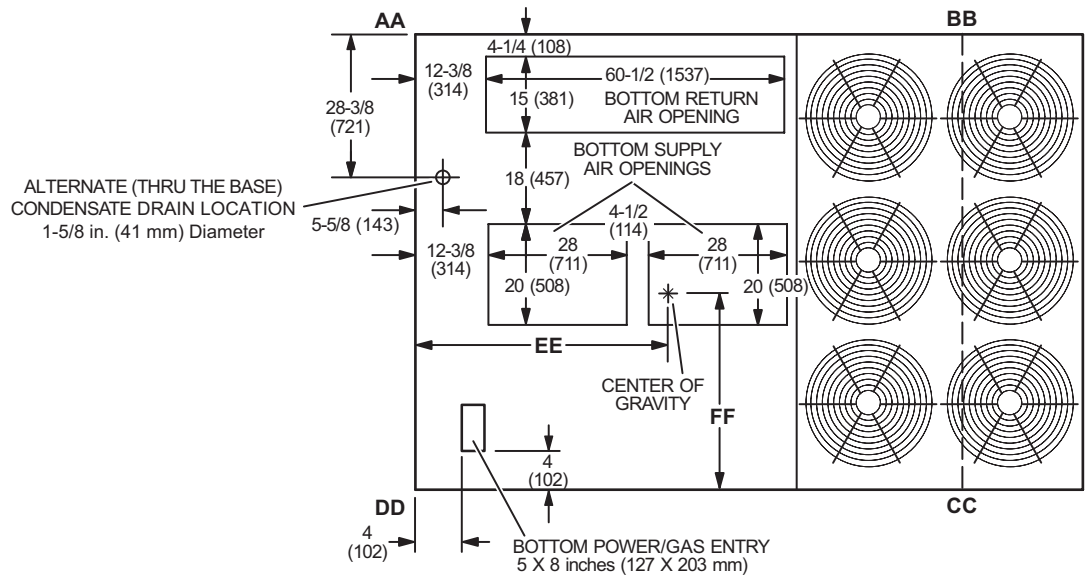 AA
BB
4-1/4 (108)
12-3/8
(314)
60-1/2 (1537)
15 (381)
BOTTOM RETURN
AIR OPENING
28-3/8
(721)
BOTTOM SUPPLY
AIR OPENINGS
18 (457)
ALTERNATE (THRU THE BASE)
CONDENSATE DRAIN LOCATION
1-5/8 in. (41 mm) Diameter
5-5/8 (143)
4-1/2
(114)
12-3/8
(314)
28
(711)
28
(711)
20 (508)
20 (508)
EE
CENTER OF
GRAVITY
FF
4
(102)
DD
CC
4
(102)
BOTTOM POWER/GAS ENTRY
5 X 8 inches (127 X 203 mm)